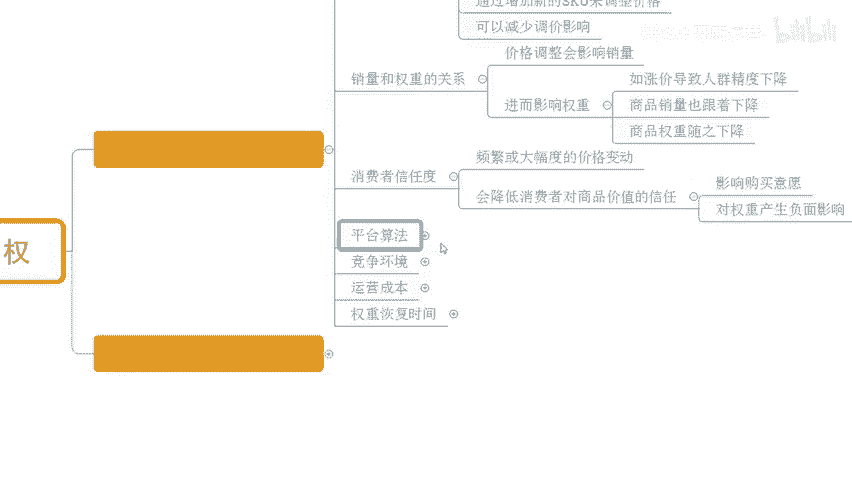 通过增加新的SKU来调整价格
可以减少调价影响
bilibili
价格调整会影响销量
销量和权重的关系
如涨价导致人群精度下降
进而影响权重
商品销量也跟着下降
商品权重随之下降
频繁或大幅度的价格变动
消费者信任度
影响购买意愿
会降低消费者对商品价值的信任
对权重产生负面影响
权
平台算法
竞争环境
运营成本
权重恢复时间